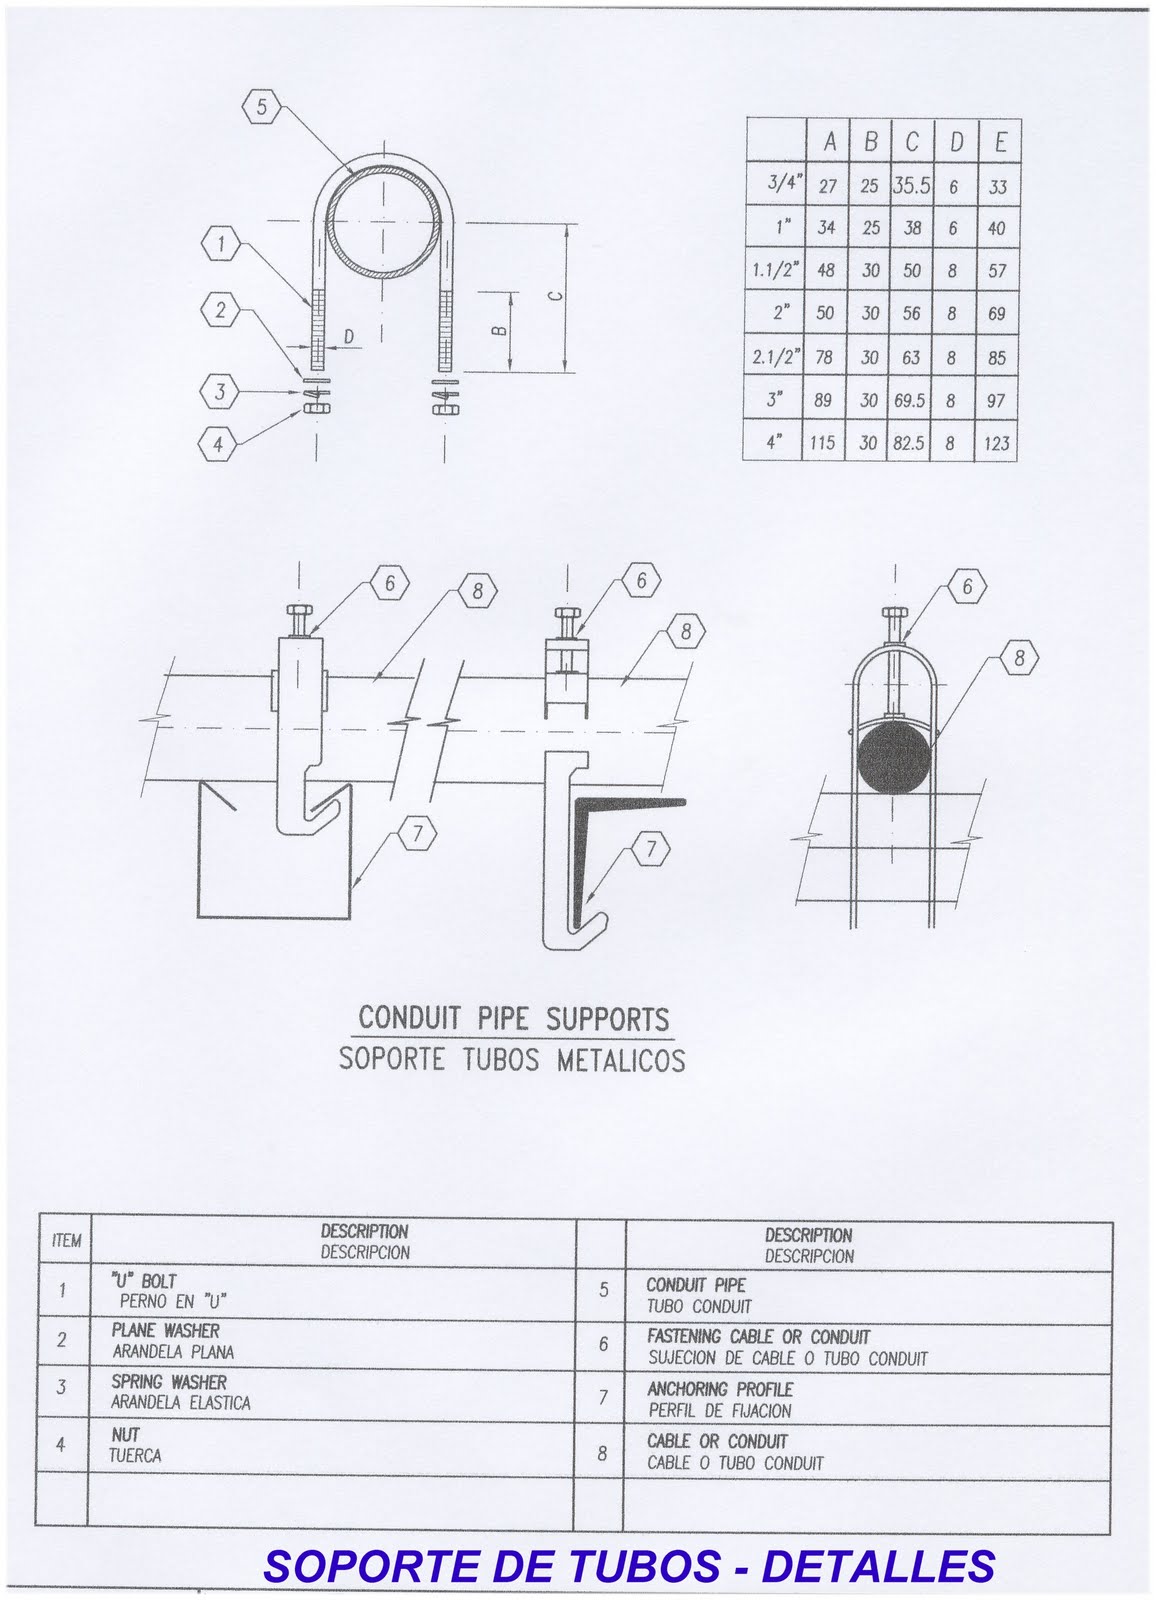 5
1
2
3
4
D
B
C
A B C D E
3/4" 27 25 35.5 6 33
1" 34 25 38 6 40
1.1/2" 48 30 50 8 57
2" 50 30 56 8 69
2.1/2" 78 30 63 8 85
3" 89 30 69.5 8 97
4" 115 30 82.5 8 123
6
8
7
6
8
7
6
8
CONDUIT PIPE SUPPORTS
SOPORTE TUBOS METALICOS
ITEM
DESCRIPTION
DESCRIPCION
1
"U" BOLT
PERNO EN "U"
2
PLANE WASHER
ARANDELA PLANA
3
SPRING WASHER
ARANDELA ELASTICA
4
NUT
TUERCA
DESCRIPTION
DESCRIPCION
5
CONDUIT PIPE
TUBO CONDUIT
6
FASTENING CABLE OR CONDUIT
SUJECION DE CABLE O TUBO CONDUIT
7
ANCHORING PROFILE
PERFIL DE FIJACION
8
CABLE OR CONDUIT
CABLE O TUBO CONDUIT
SOPORTE DE TUBOS - DETALLES